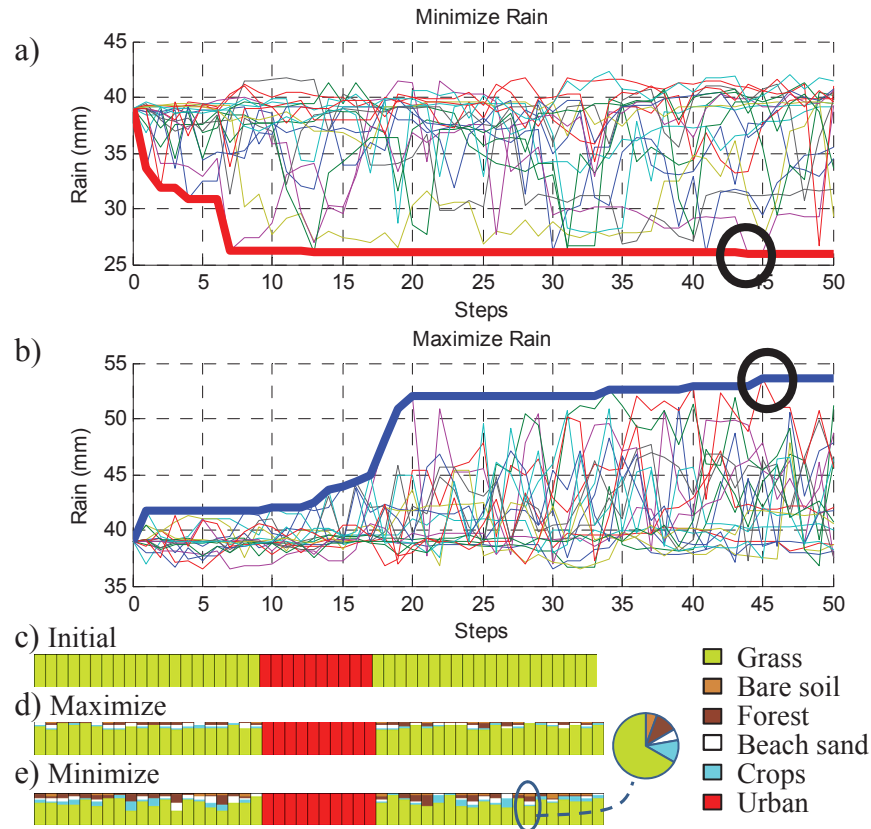 Minimize Rain
a)
45
40
35
30
25
Rain (mm)
0 5 10 15 20 25 30 35 40 45 50
Steps
Maximize Rain
b)
55
50
45
40
35
Rain (mm)
0 5 10 15 20 25 30 35 40 45 50
Steps
c) Initial
d) Maximize
e) Minimize
Grass
Bare soil
Forest
Beach sand
Crops
Urban